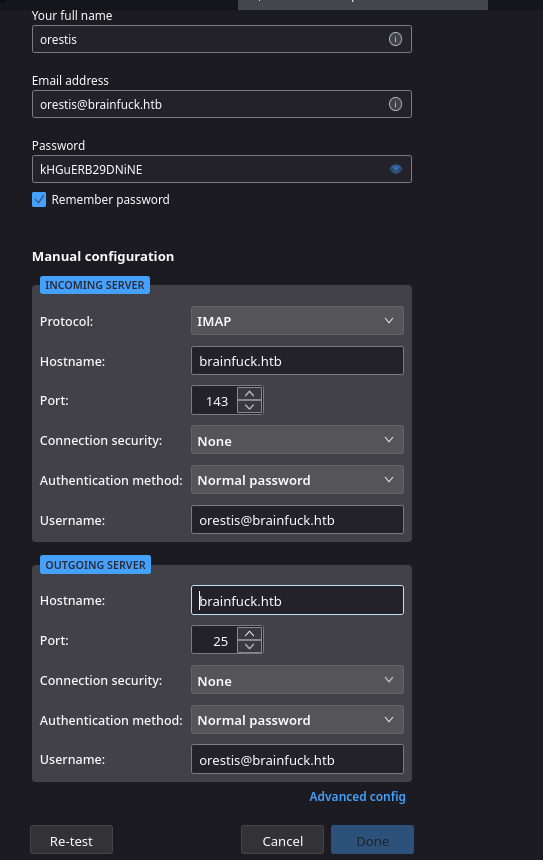 Your full name
orestis
Email address
orestis@brainfuck.htb
Password
kHGuERB29DNiNE
Remember password
Manual configuration
INCOMING SERVER
Protocol: IMAP
Hostname: brainfuck.htb
Port: 143
Connection security: None
Authentication method: Normal password
Username: orestis@brainfuck.htb
OUTGOING SERVER
Hostname: brainfuck.htb
Port: 25
Connection security: None
Authentication method: Normal password
Username: orestis@brainfuck.htb
Advanced config
Re-test Cancel Done